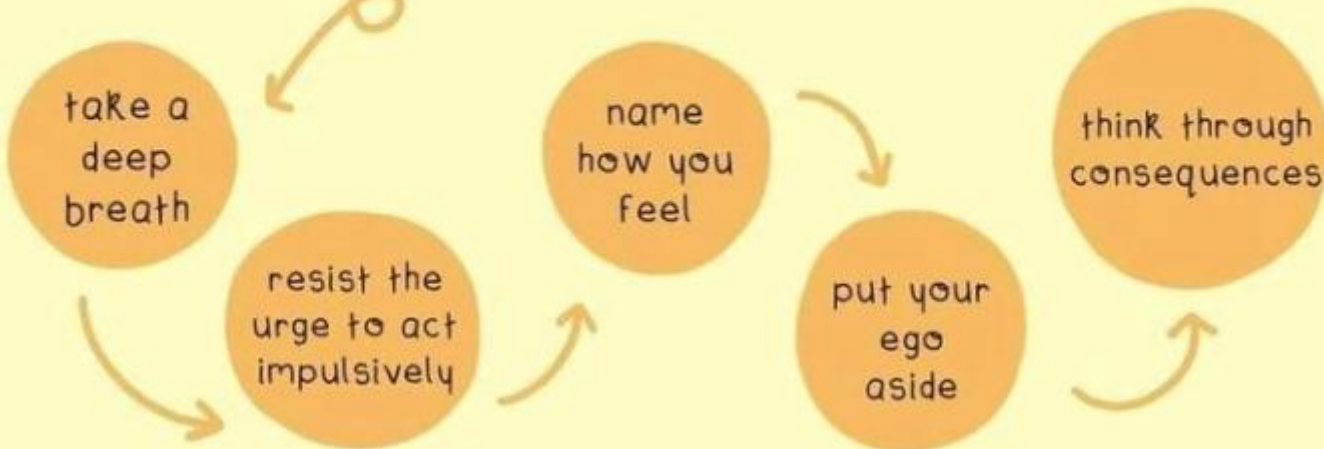 take a
deep
breath
resist the
urge to act
impulsively
name
how you
feel
put your
ego
aside
think through
consequences